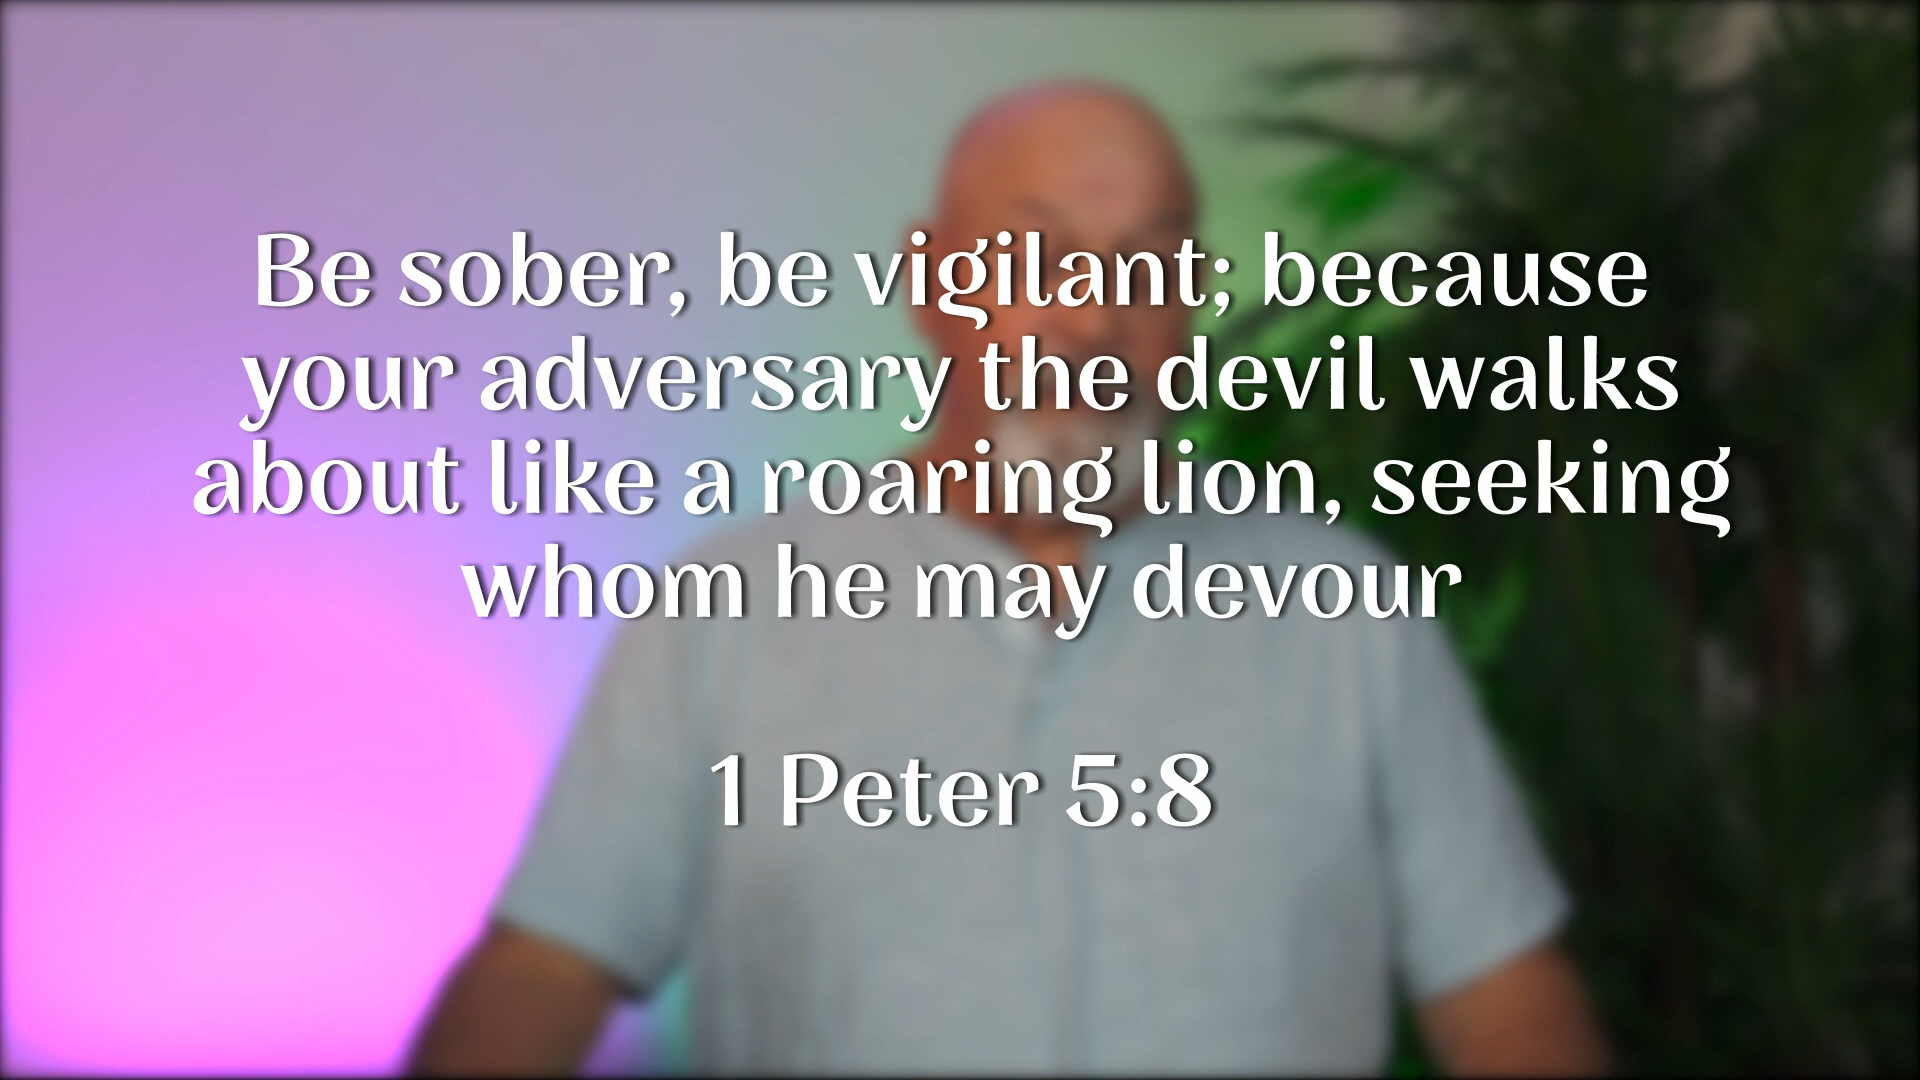 Be sober, be vigilant; because
your adversary the devil walks
about like a roaring lion, seeking
whom he may devour
1 Peter 5:8